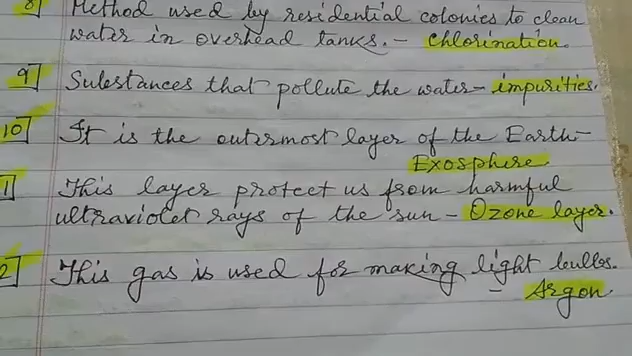 8] Method used by residential colonies to clean
water in overhead tanks. - Chlorination.
9] Substances that pollute the water - impurities.
10] It is the outermost layer of the Earth -
Exosphere.
1] This layer protect us from harmful
ultraviolet rays of the sun - Ozone layer.
2] This gas is used for making light bulbs.
- Argon.